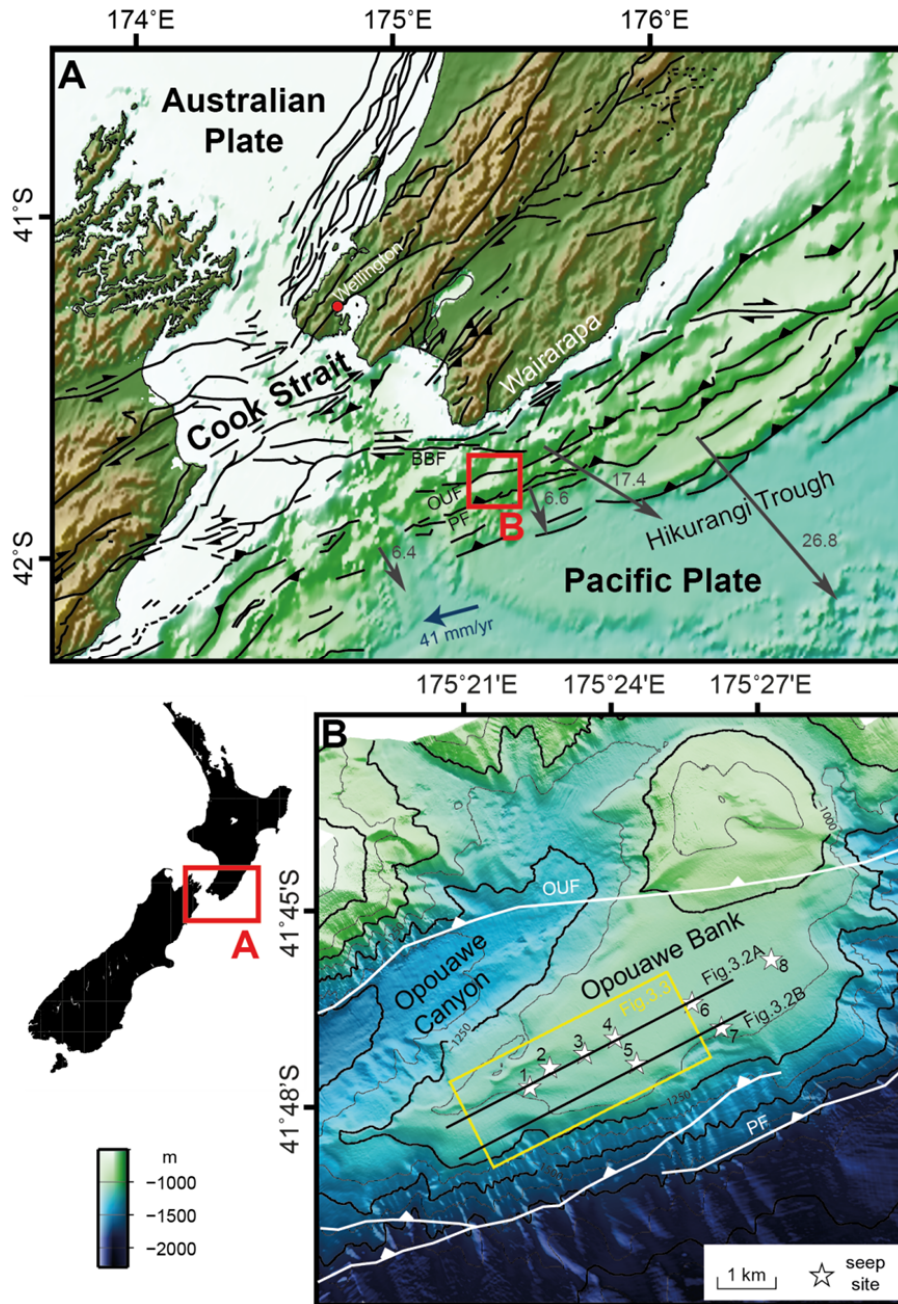 174°E
175°E
176°E
A
Australian
Plate
41°S
Wellington
Wairarapa
Cook Strait
BBF
OUF
PF
B
6.6
17.4
6.4
Hikurangi Trough
26.8
42°S
Pacific Plate
41 mm/yr
175°21'E
175°24'E
175°27'E
B
-1000
OUF
41°45'S
Opouawe
Canyon
Opouawe Bank
Fig.3.2A
Fig.3.3
8
1250
6
Fig.3.2B
7
4
3
5
2
1
41°48'S
1250
PF
A
m
−1000
−1500
−2000
1 km
seep
site